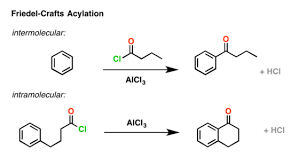 Friedel-Crafts Acylation
intermolecular:
O
Cl
AlCl3
O
+ HCl
intramolecular:
O
Cl
AlCl3
O
+ HCl